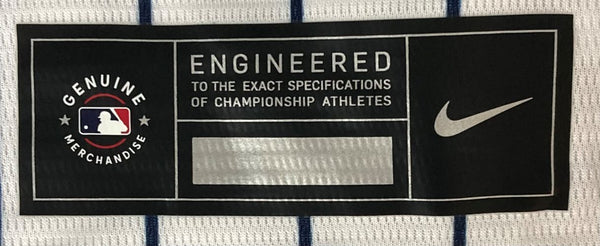 GENUINE
MERCHANDISE
ENGINEERED
TO THE EXACT SPECIFICATIONS
OF CHAMPIONSHIP ATHLETES